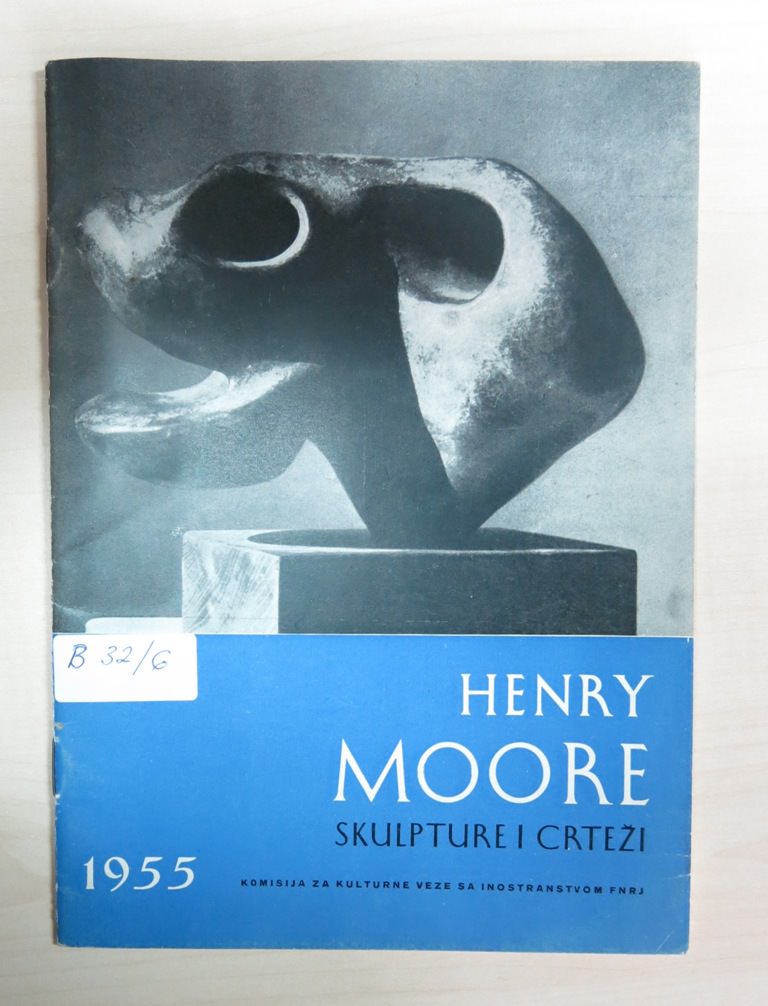 B 32/6
HENRY
MOORE
SKULPTURE I CRTEŽI
1955
KOMISIJA ZA KULTURNE VEZE SA INOSTRANSTVOM FNRJ